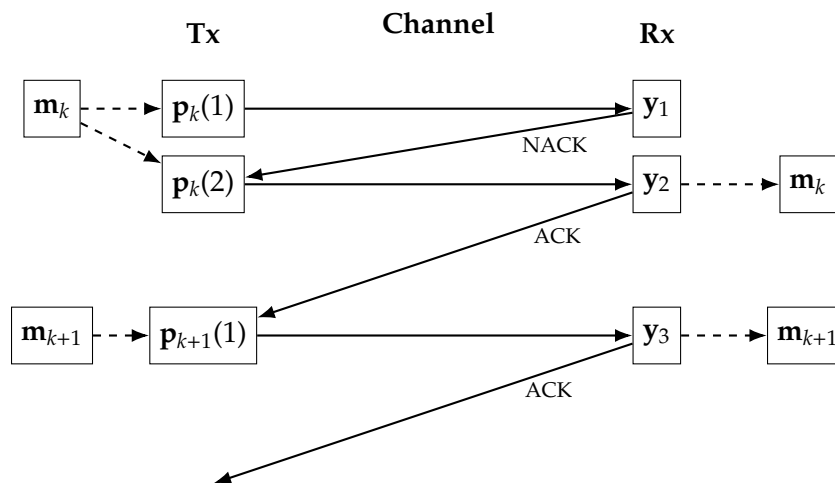 Tx Channel Rx
m_k p_k(1) y_1
NACK
p_k(2) y_2 m_k
ACK
m_{k+1} p_{k+1}(1) y_3 m_{k+1}
ACK